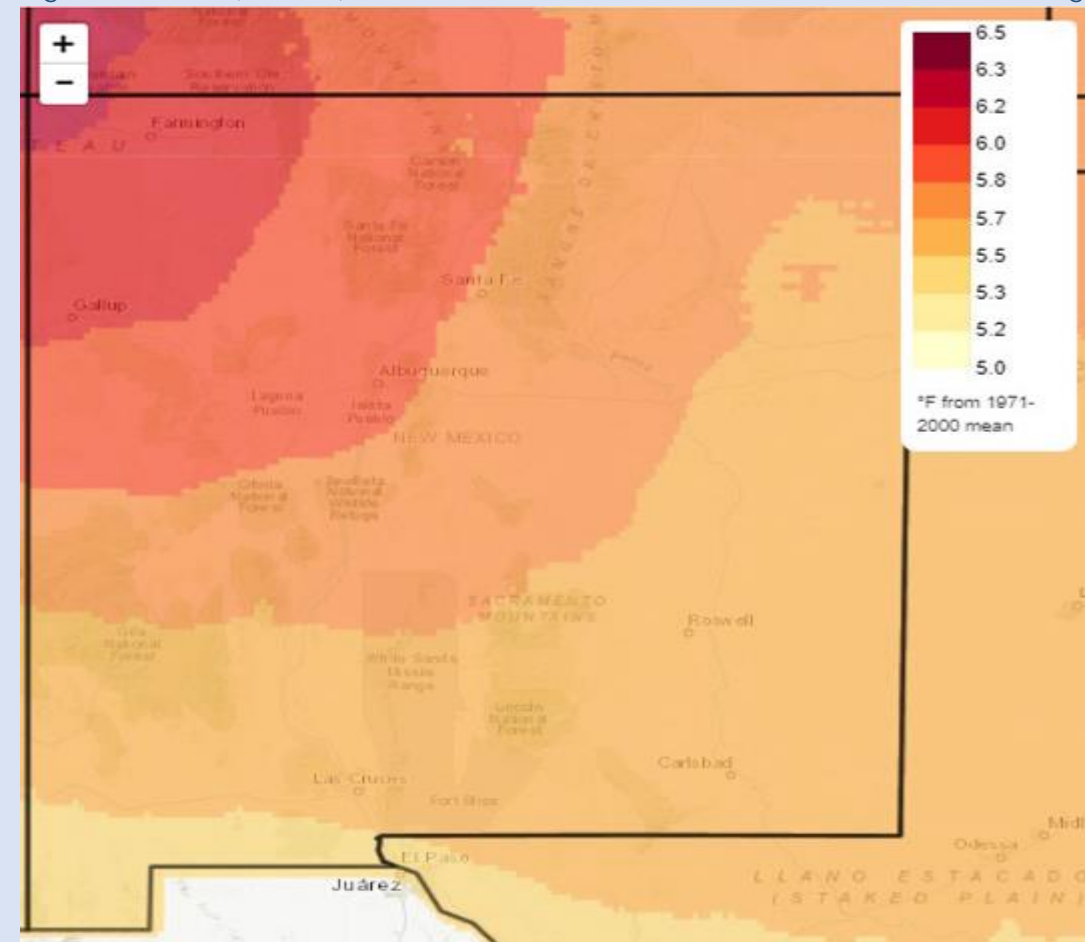 +
−
Farmington
Carson
National
Forest
Santa Fe
National
Forest
Santa Fe
Gallup
Albuquerque
Laguna
Pueblo
Isleta
Pueblo
NEW MEXICO
Cibola
National
Forest
Sevilleta
National
Wildlife
Refuge
SACRAMENTO
MOUNTAINS
Roswell
Gila
National
Forest
White Sands
Missile
Range
Lincoln
National
Forest
Carlsbad
Las Cruces
Fort Bliss
El Paso
Juárez
Odessa
Midl
LLANO ESTACADO
(STAKED PLAIN)
6.5
6.3
6.2
6.0
5.8
5.7
5.5
5.3
5.2
5.0
°F from 1971-
2000 mean